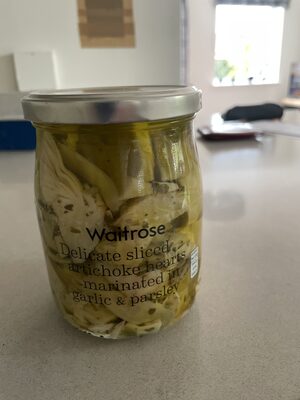 Waitrose
Delicate sliced
artichoke hearts
marinated in
garlic & parsley